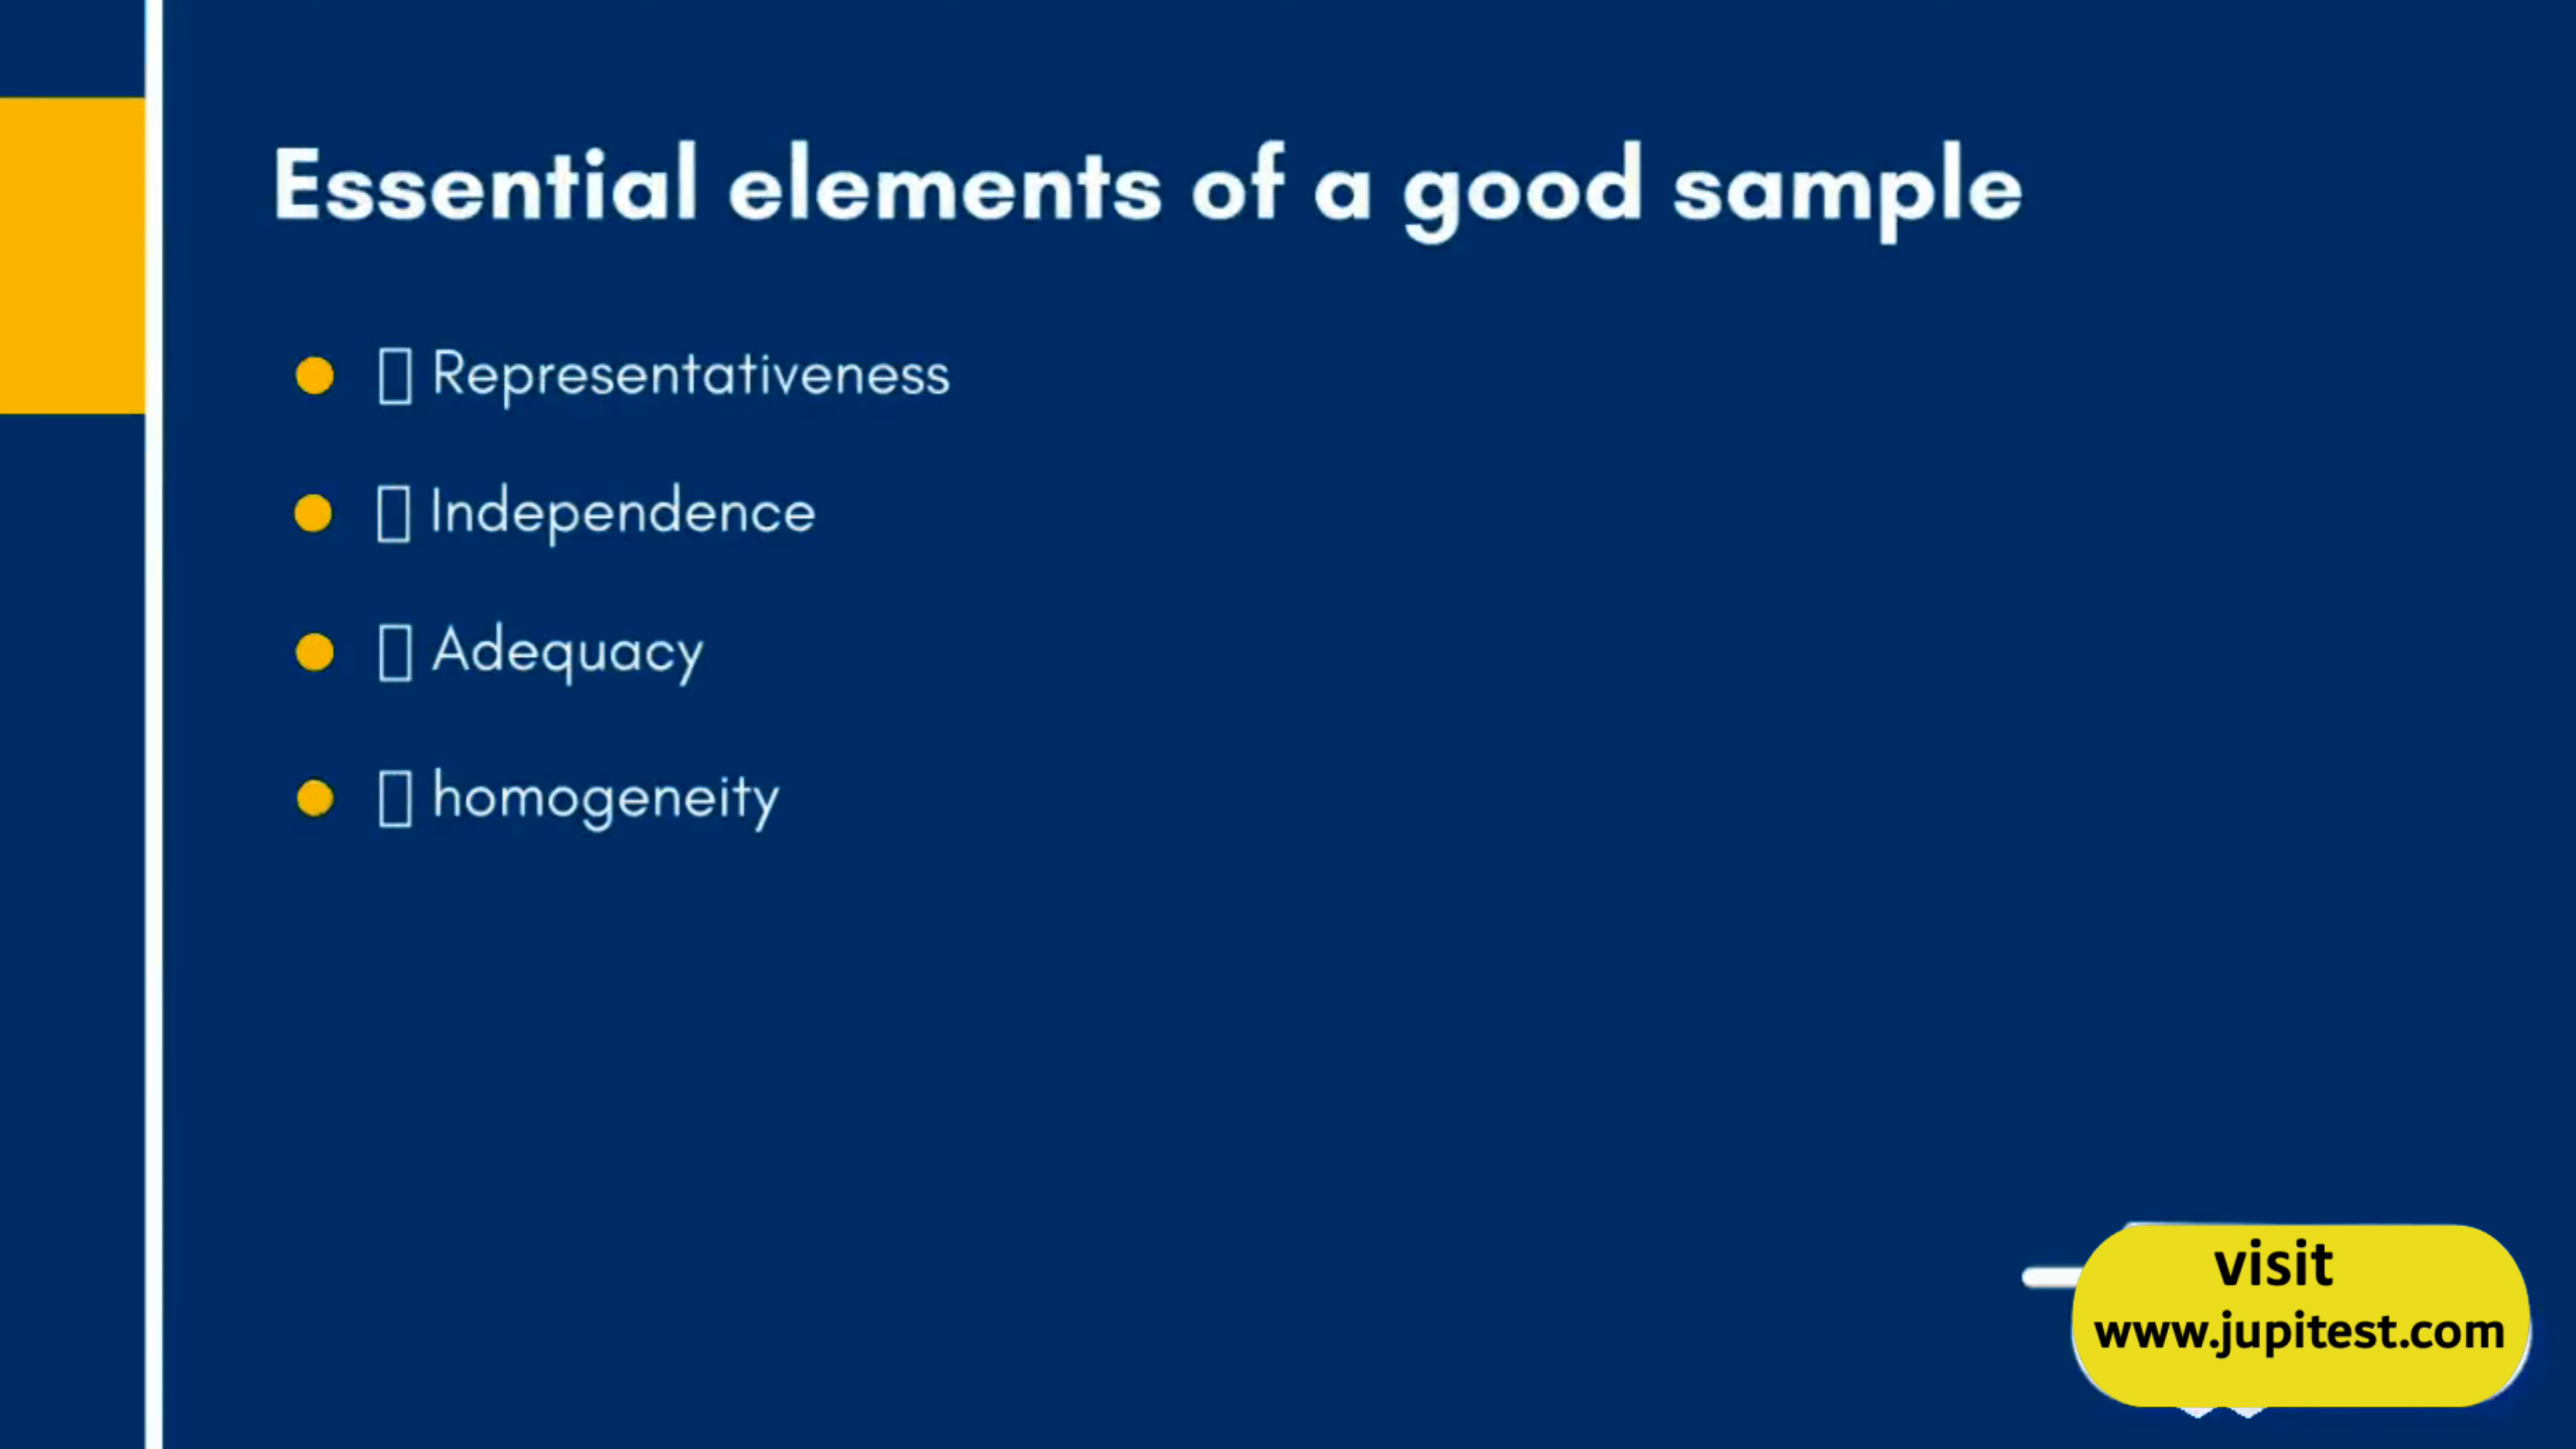 Essential elements of a good sample
Representativeness
Independence
Adequacy
homogeneity
visit
www.jupitest.com